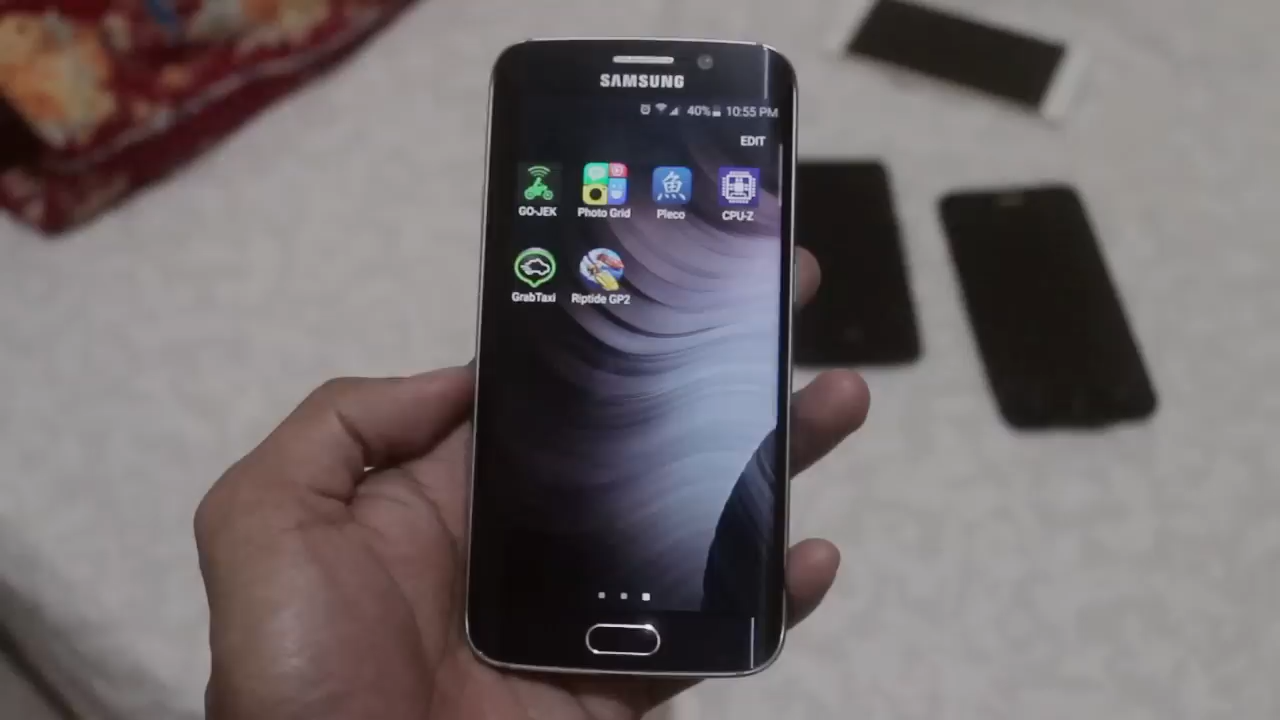 SAMSUNG
40% 10:55 PM
EDIT
GO-JEK Photo Grid 魚 Pleco CPU-Z
GrabTaxi Riptide GP2